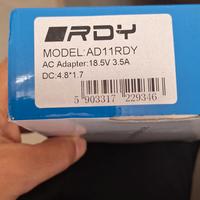 RDY
MODEL:AD11RDY
AC Adapter:18.5V 3.5A
DC:4.8*1.7
5 903317 229346